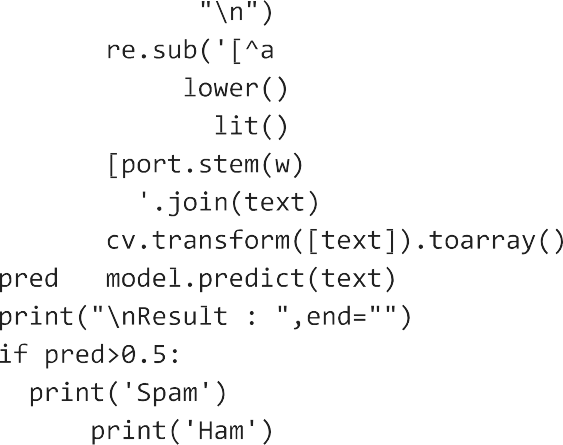 "\n")
re.sub('[^a
lower()
lit()
[port.stem(w)
'.join(text)
cv.transform([text]).toarray()
pred model.predict(text)
print("\nResult : ",end="")
if pred>0.5:
print('Spam')
print('Ham')